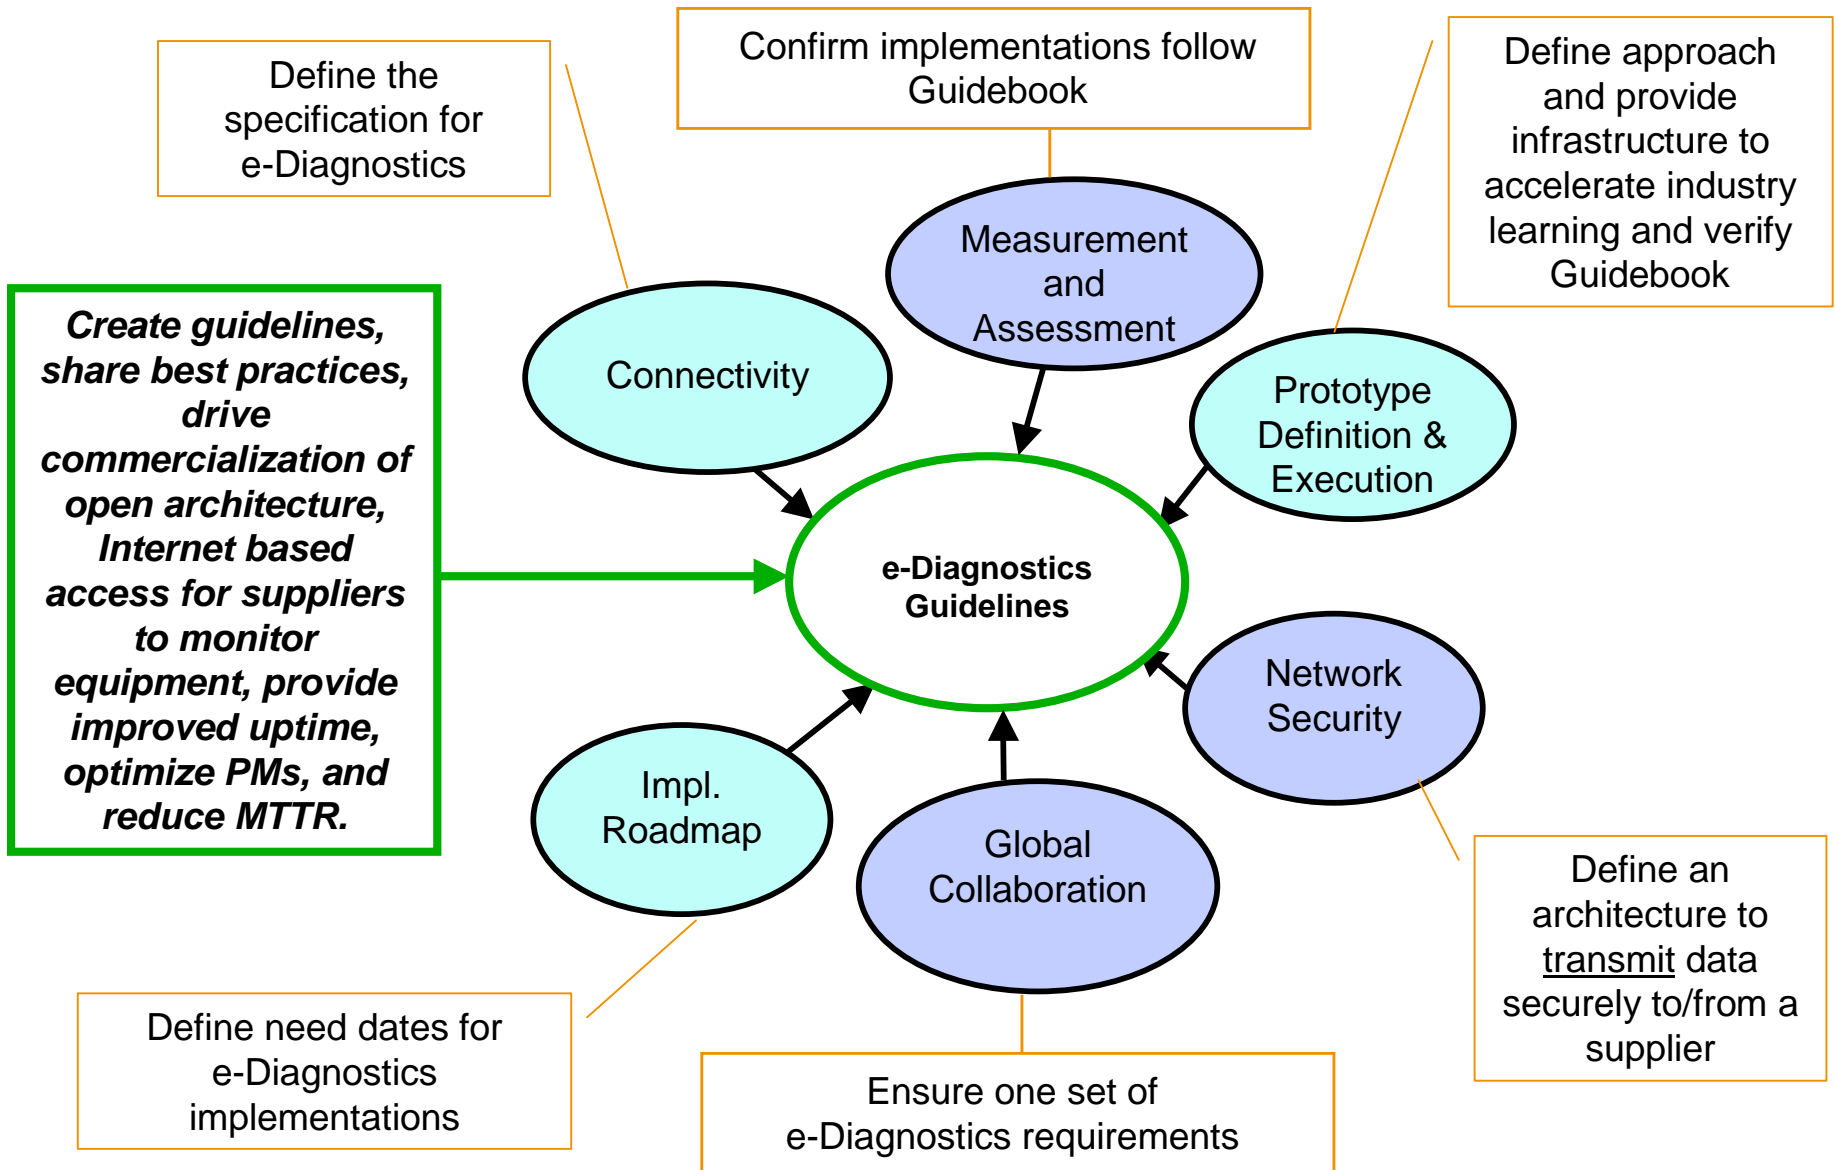 Define the
specification for
e-Diagnostics
Confirm implementations follow
Guidebook
Define approach
and provide
infrastructure to
accelerate industry
learning and verify
Guidebook
Measurement
and
Assessment
Connectivity
Prototype
Definition &
Execution
Create guidelines,
share best practices,
drive
commercialization of
open architecture,
Internet based
access for suppliers
to monitor
equipment, provide
improved uptime,
optimize PMs, and
reduce MTTR.
e-Diagnostics
Guidelines
Network
Security
Impl.
Roadmap
Global
Collaboration
Define an
architecture to
transmit data
securely to/from a
supplier
Define need dates for
e-Diagnostics
implementations
Ensure one set of
e-Diagnostics requirements